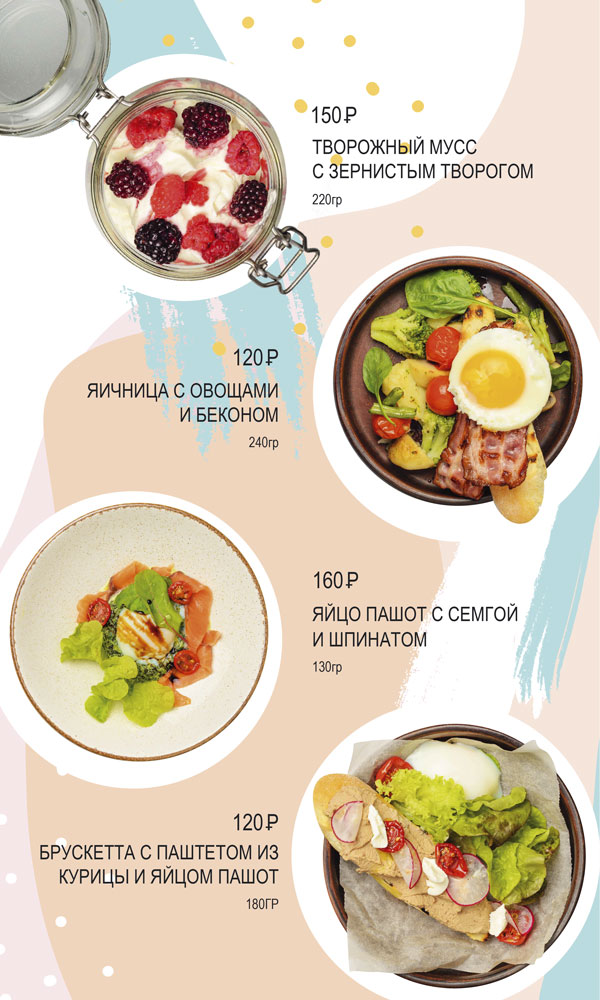 150₽
ТВОРОЖНЫЙ МУСС
С ЗЕРНИСТЫМ ТВОРОГОМ
220гр
120₽
ЯИЧНИЦА С ОВОЩАМИ
И БЕКОНОМ
240гр
160₽
ЯЙЦО ПАШОТ С СЕМГОЙ
И ШПИНАТОМ
130гр
120₽
БРУСКЕТТА С ПАШТЕТОМ ИЗ
КУРИЦЫ И ЯЙЦОМ ПАШОТ
180ГР